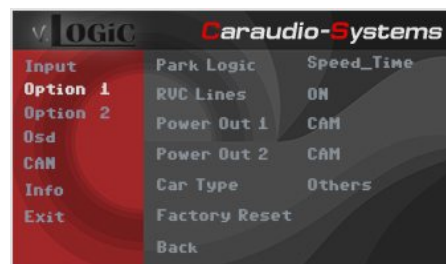 v.LOGiC Caraudio-Systems
Input
Option 1
Option 2
Osd
CAN
Info
Exit
Park Logic Speed_Time
RVC Lines ON
Power Out 1 CAM
Power Out 2 CAM
Car Type Others
Factory Reset
Back